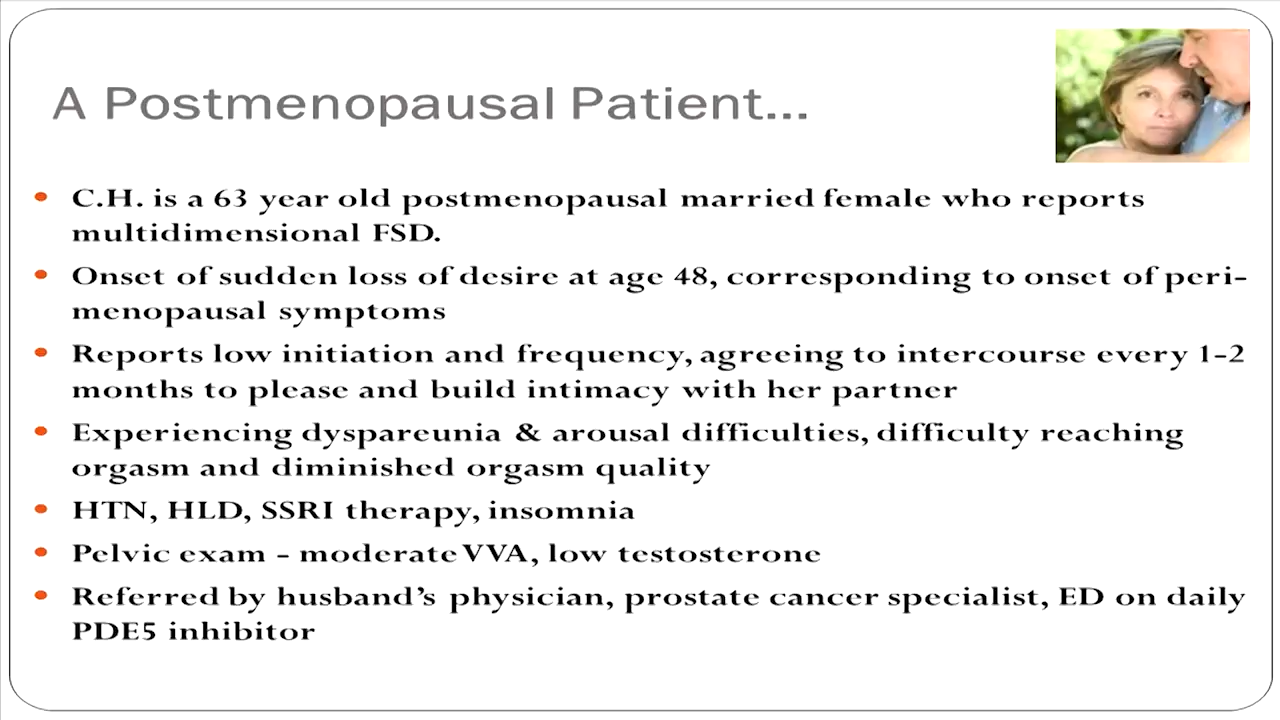 A Postmenopausal Patient...
• C.H. is a 63 year old postmenopausal married female who reports
multidimensional FSD.
• Onset of sudden loss of desire at age 48, corresponding to onset of peri-
menopausal symptoms
• Reports low initiation and frequency, agreeing to intercourse every 1-2
months to please and build intimacy with her partner
• Experiencing dyspareunia & arousal difficulties, difficulty reaching
orgasm and diminished orgasm quality
• HTN, HLD, SSRI therapy, insomnia
• Pelvic exam - moderate VVA, low testosterone
• Referred by husband's physician, prostate cancer specialist, ED on daily
PDE5 inhibitor